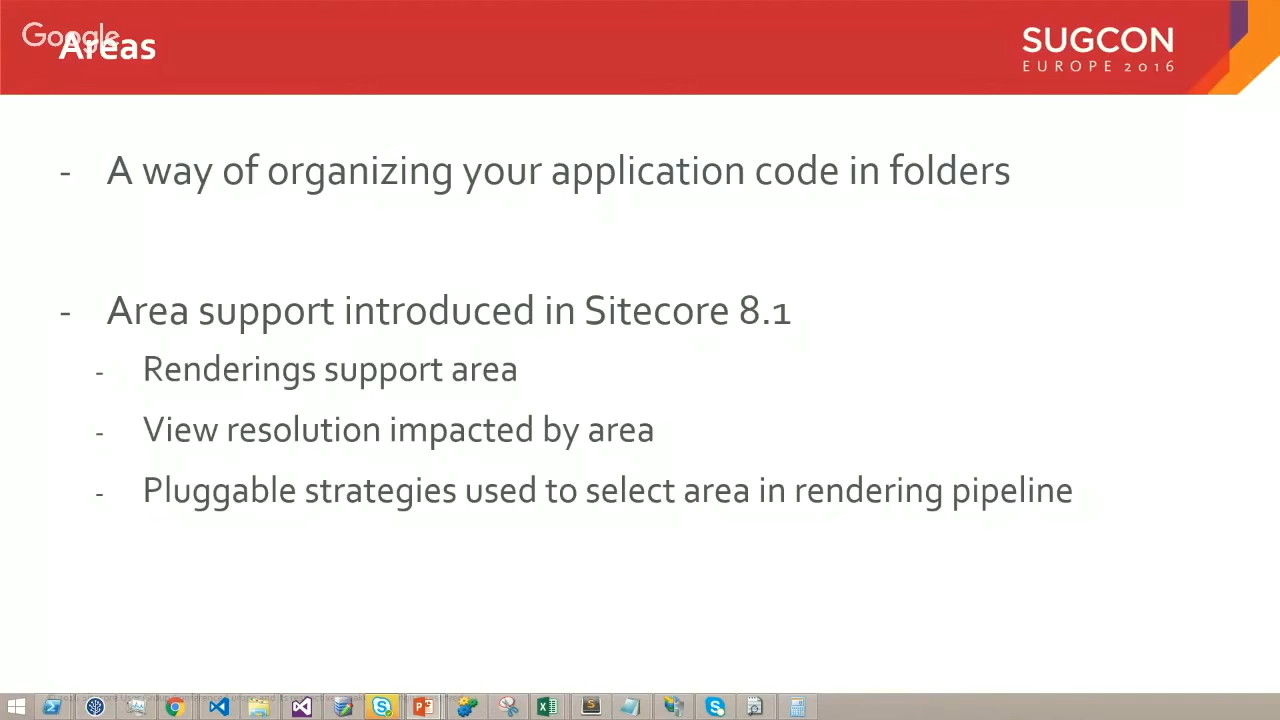 Google
Areas
SUGCON
EUROPE 2016
- A way of organizing your application code in folders
- Area support introduced in Sitecore 8.1
- Renderings support area
- View resolution impacted by area
- Pluggable strategies used to select area in rendering pipeline